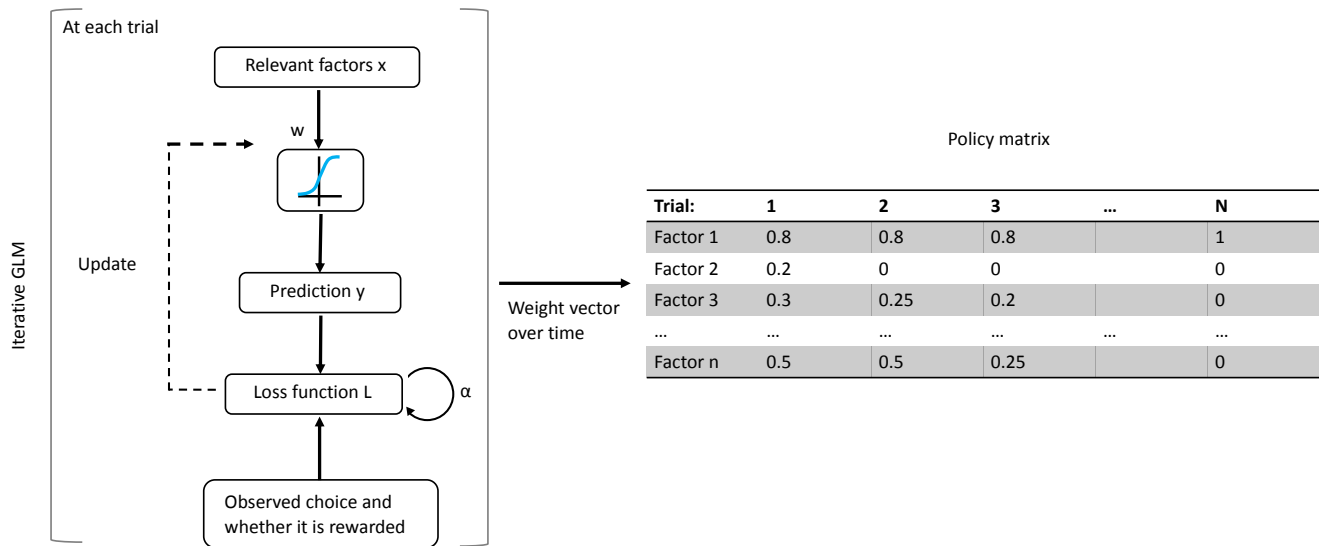 At each trial
Relevant factors x
w
Update
Prediction y
Loss function L
α
Observed choice and
whether it is rewarded
Iterative GLM
Weight vector
over time
Policy matrix
Trial: 1 2 3 ... N
Factor 1 0.8 0.8 0.8 1
Factor 2 0.2 0 0 0
Factor 3 0.3 0.25 0.2 0
... ... ... ... ... ...
Factor n 0.5 0.5 0.25 0